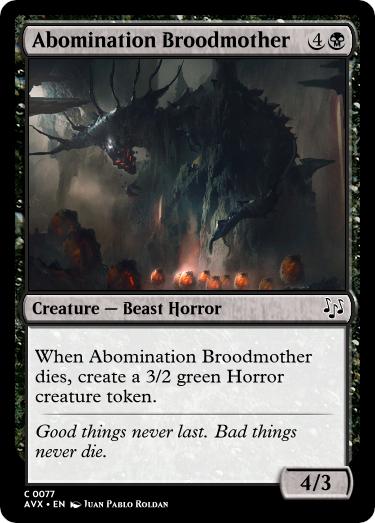 Abomination Broodmother 4
Creature — Beast Horror
When Abomination Broodmother
dies, create a 3/2 green Horror
creature token.
Good things never last. Bad things
never die.
4/3
C 0077
AVX • EN Juan Pablo Roldan